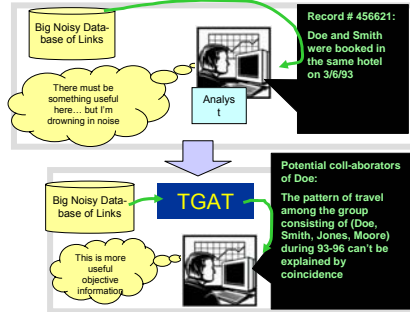 Big Noisy Data-
base of Links
There must be
something useful
here... but I'm
drowning in noise
Analys
t
Record # 456621:
Doe and Smith
were booked in
the same hotel
on 3/6/93
Big Noisy Data-
base of Links
TGAT
This is more
useful
objective
information
Potential coll-aborators
of Doe:
The pattern of travel
among the group
consisting of (Doe,
Smith, Jones, Moore)
during 93-96 can't be
explained by
coincidence